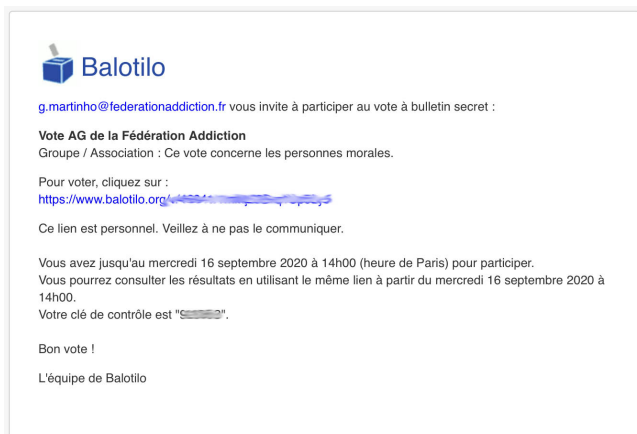 Balotilo
g.martinho@federationaddiction.fr vous invite à participer au vote à bulletin secret :
Vote AG de la Fédération Addiction
Groupe / Association : Ce vote concerne les personnes morales.
Pour voter, cliquez sur :
https://www.balotilo.org/
Ce lien est personnel. Veillez à ne pas le communiquer.
Vous avez jusqu'au mercredi 16 septembre 2020 à 14h00 (heure de Paris) pour participer.
Vous pourrez consulter les résultats en utilisant le même lien à partir du mercredi 16 septembre 2020 à
14h00.
Votre clé de contrôle est "".
Bon vote !
L'équipe de Balotilo